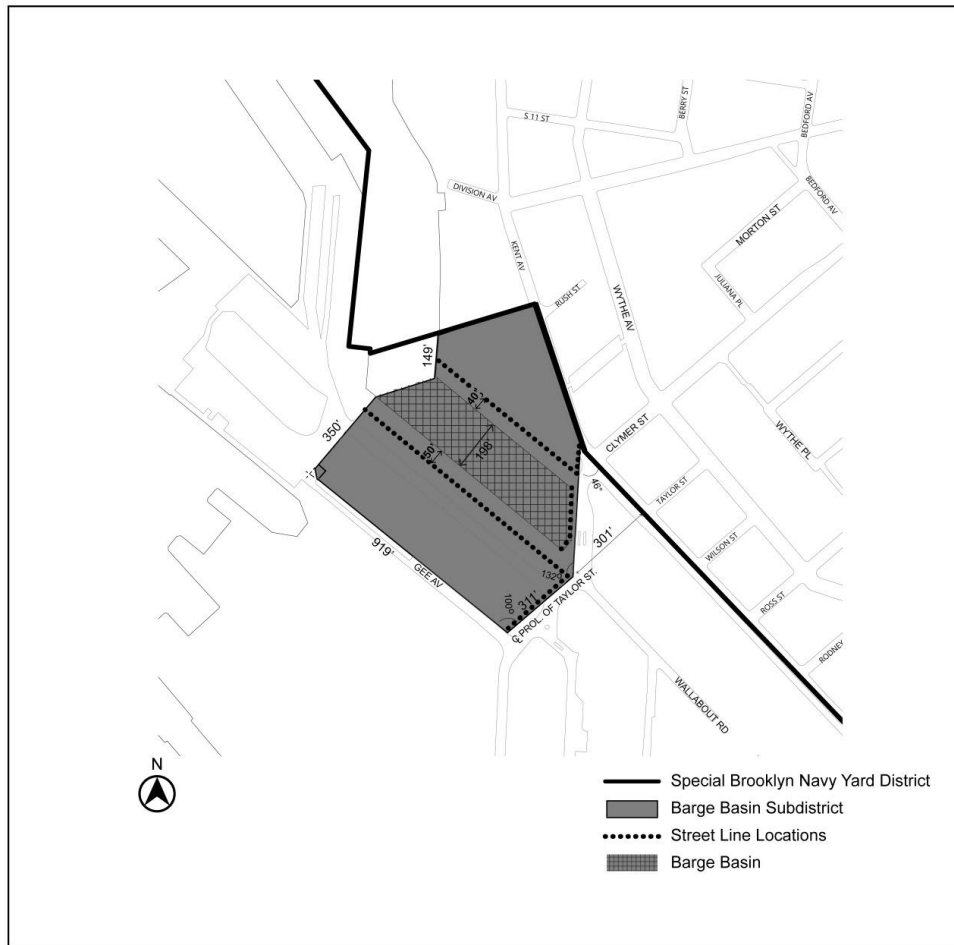 S 11 ST
BERRY ST
BEDFORD AV
DIVISION AV
BEDFORD AV
MORTON ST
KENT AV
JULIANA PL
RUSH ST
WYTHE AV
149'
40'
CLYMER ST
WYTHE PL
350'
50'
198'
46°
TAYLOR ST
301'
WILSON ST
919'
GEE AV
132°
311'
100°
℄ PROL. OF TAYLOR ST.
ROSS ST
RODNEY
WALLABOUT RD
N
Special Brooklyn Navy Yard District
Barge Basin Subdistrict
Street Line Locations
Barge Basin